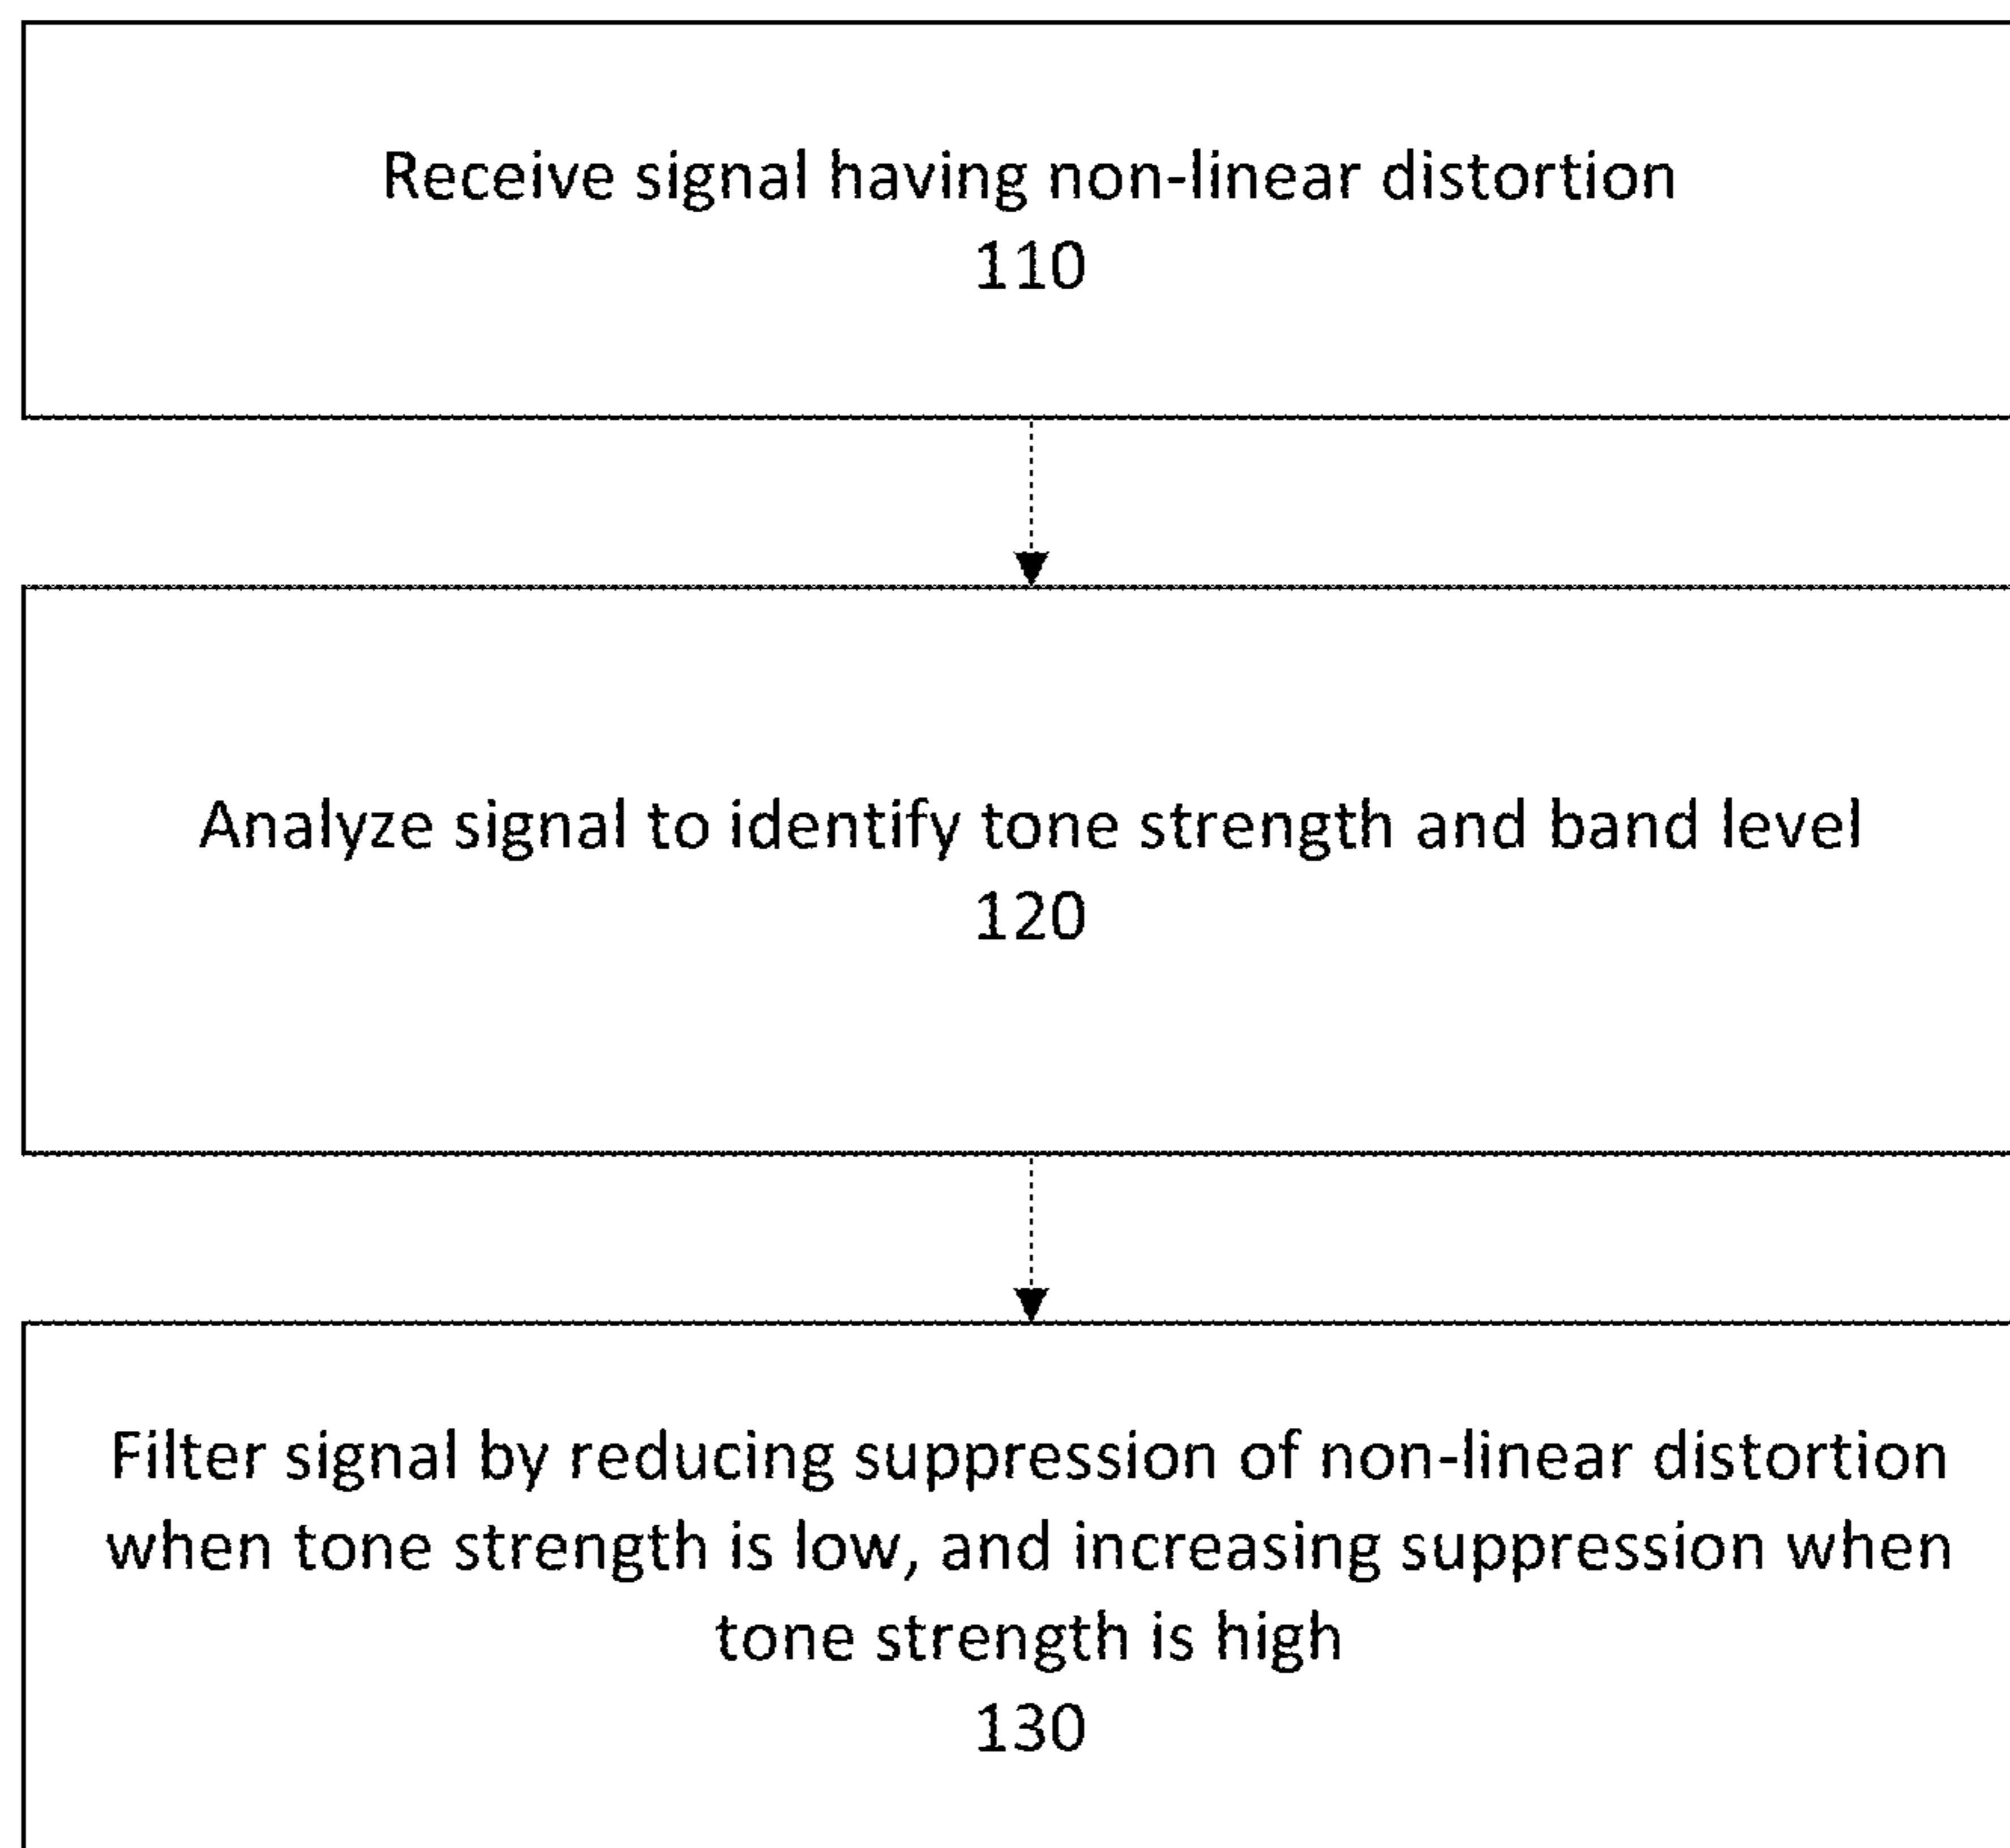 Receive signal having non-linear distortion
110
Analyze signal to identify tone strength and band level
120
Filter signal by reducing suppression of non-linear distortion
when tone strength is low, and increasing suppression when
tone strength is high
130